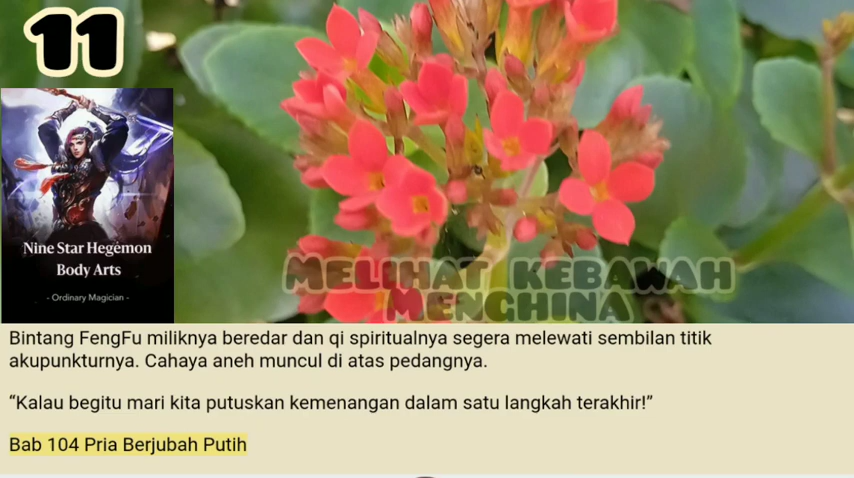 11
Nine Star Hegemon
Body Arts
- Ordinary Magician -
MELIHAT KEBAWAH
MENGHINA
Bintang FengFu miliknya beredar dan qi spiritualnya segera melewati sembilan titik
akupunkturnya. Cahaya aneh muncul di atas pedangnya.
“Kalau begitu mari kita putuskan kemenangan dalam satu langkah terakhir!”
Bab 104 Pria Berjubah Putih